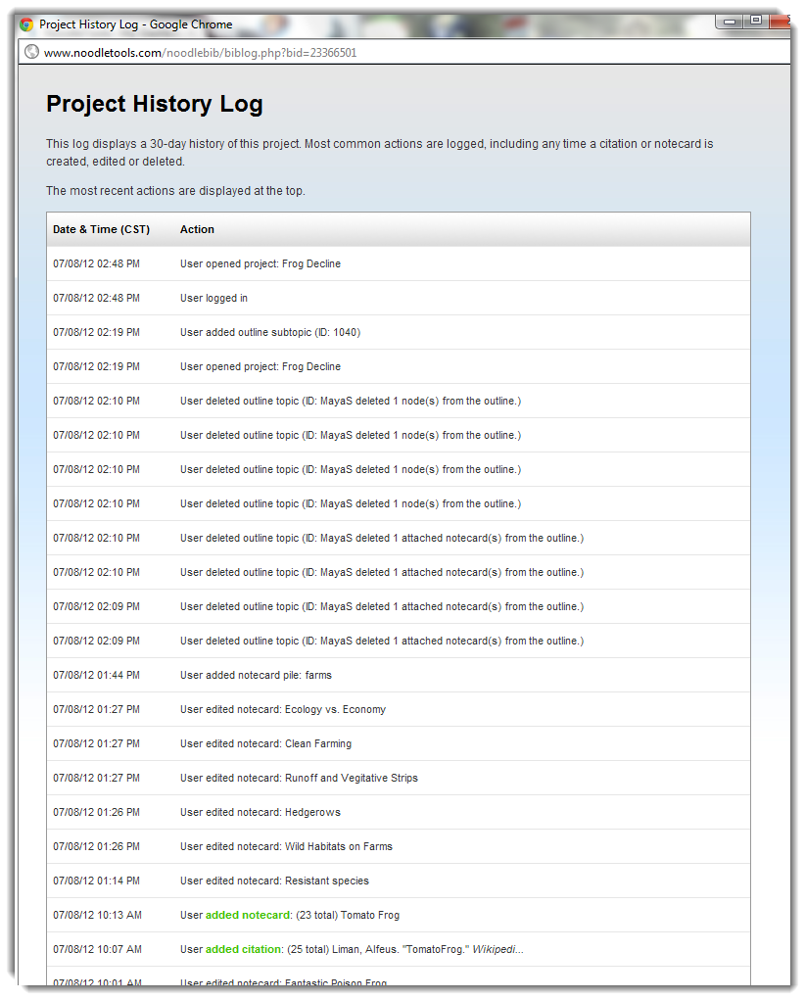 Project History Log - Google Chrome
www.noodletools.com/noodlebib/biblog.php?bid=23366501
Project History Log
This log displays a 30-day history of this project. Most common actions are logged, including any time a citation or notecard is
created, edited or deleted.
The most recent actions are displayed at the top.
Date & Time (CST) Action
07/08/12 02:48 PM User opened project: Frog Decline
07/08/12 02:48 PM User logged in
07/08/12 02:19 PM User added outline subtopic (ID: 1040)
07/08/12 02:19 PM User opened project: Frog Decline
07/08/12 02:10 PM User deleted outline topic (ID: MayaS deleted 1 node(s) from the outline.)
07/08/12 02:10 PM User deleted outline topic (ID: MayaS deleted 1 node(s) from the outline.)
07/08/12 02:10 PM User deleted outline topic (ID: MayaS deleted 1 node(s) from the outline.)
07/08/12 02:10 PM User deleted outline topic (ID: MayaS deleted 1 node(s) from the outline.)
07/08/12 02:10 PM User deleted outline topic (ID: MayaS deleted 1 attached notecard(s) from the outline.)
07/08/12 02:10 PM User deleted outline topic (ID: MayaS deleted 1 attached notecard(s) from the outline.)
07/08/12 02:09 PM User deleted outline topic (ID: MayaS deleted 1 attached notecard(s) from the outline.)
07/08/12 02:09 PM User deleted outline topic (ID: MayaS deleted 1 attached notecard(s) from the outline.)
07/08/12 01:44 PM User added notecard pile: farms
07/08/12 01:27 PM User edited notecard: Ecology vs. Economy
07/08/12 01:27 PM User edited notecard: Clean Farming
07/08/12 01:27 PM User edited notecard: Runoff and Vegitative Strips
07/08/12 01:26 PM User edited notecard: Hedgerows
07/08/12 01:26 PM User edited notecard: Wild Habitats on Farms
07/08/12 01:14 PM User edited notecard: Resistant species
07/08/12 10:13 AM User added notecard: (23 total) Tomato Frog
07/08/12 10:07 AM User added citation: (25 total) Liman, Alfeus. "TomatoFrog." Wikipedi...
07/08/12 10:01 AM User edited notecard: Fantastic Poison Frog